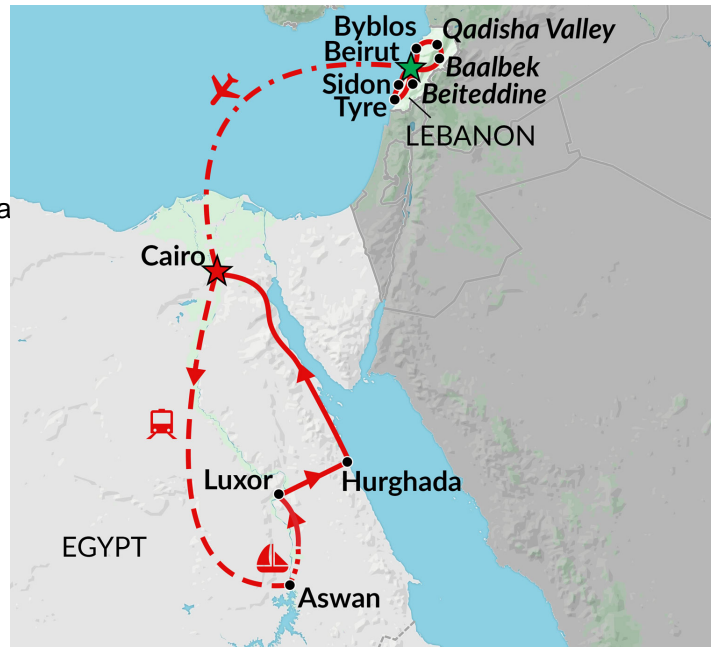 Byblos
Qadisha Valley
Beirut
Baalbek
Sidon
Beiteddine
Tyre
LEBANON
a
Cairo
Luxor
Hurghada
EGYPT
Aswan